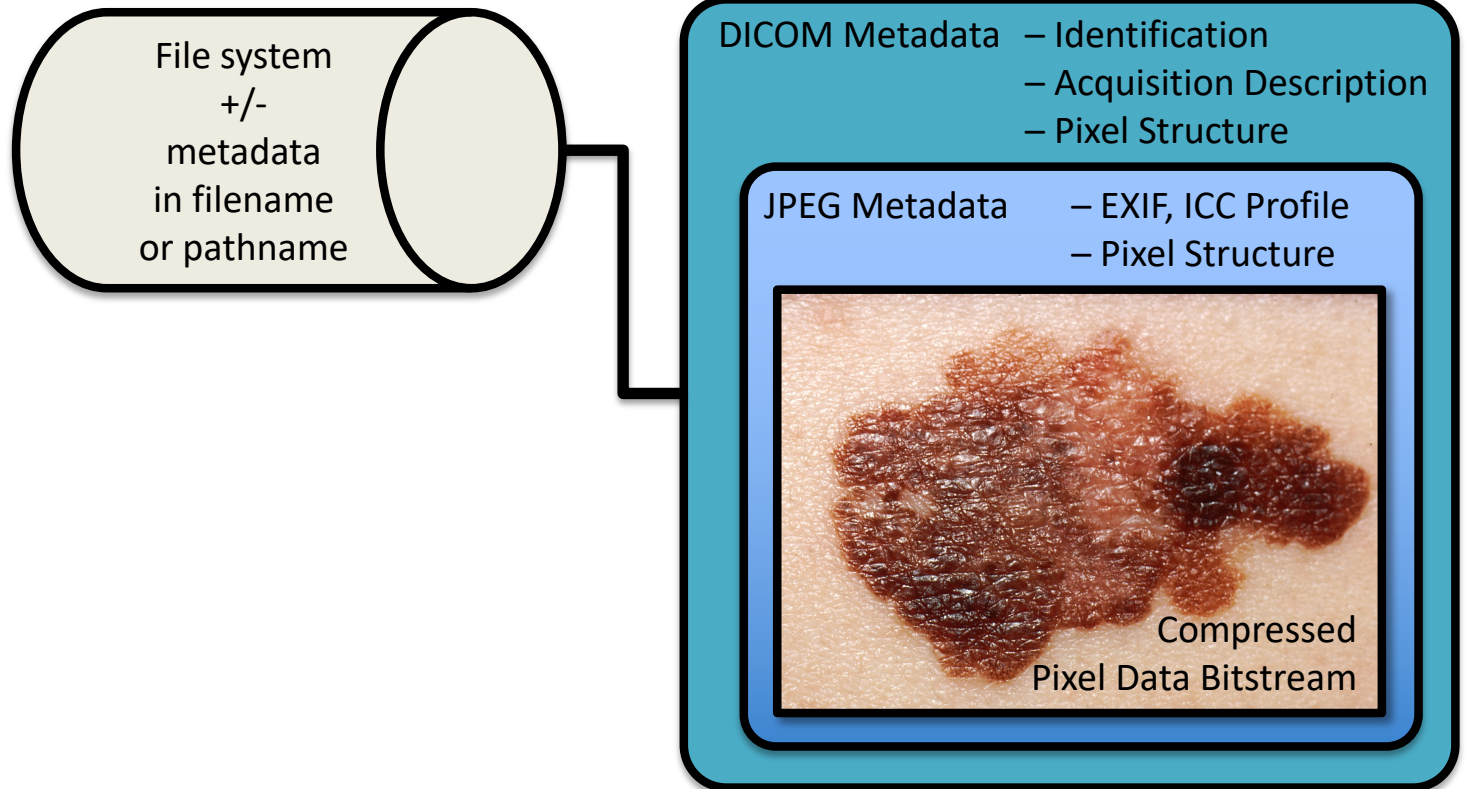 File system
+/-
metadata
in filename
or pathname
DICOM Metadata – Identification
– Acquisition Description
– Pixel Structure
JPEG Metadata – EXIF, ICC Profile
– Pixel Structure
Compressed
Pixel Data Bitstream